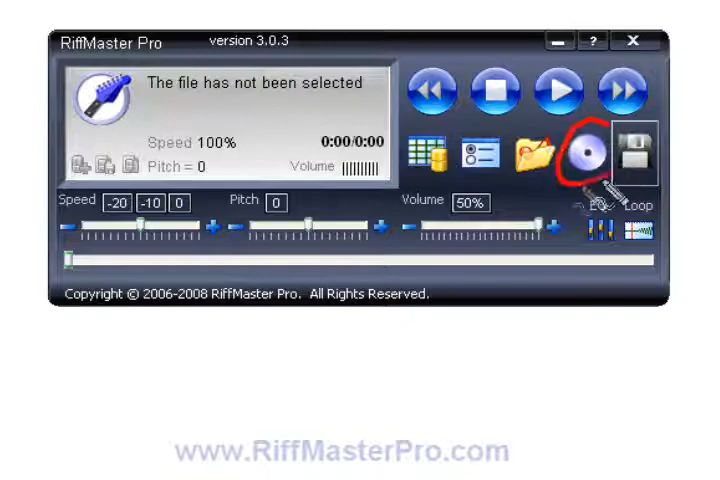 RiffMaster Pro version 3.0.3 ?
The file has not been selected
Speed 100% 0:00/0:00
Pitch = 0 Volume
Speed -20 -10 0 Pitch 0 Volume 50% EQ Loop
Copyright © 2006-2008 RiffMaster Pro. All Rights Reserved.
www.RiffMasterPro.com